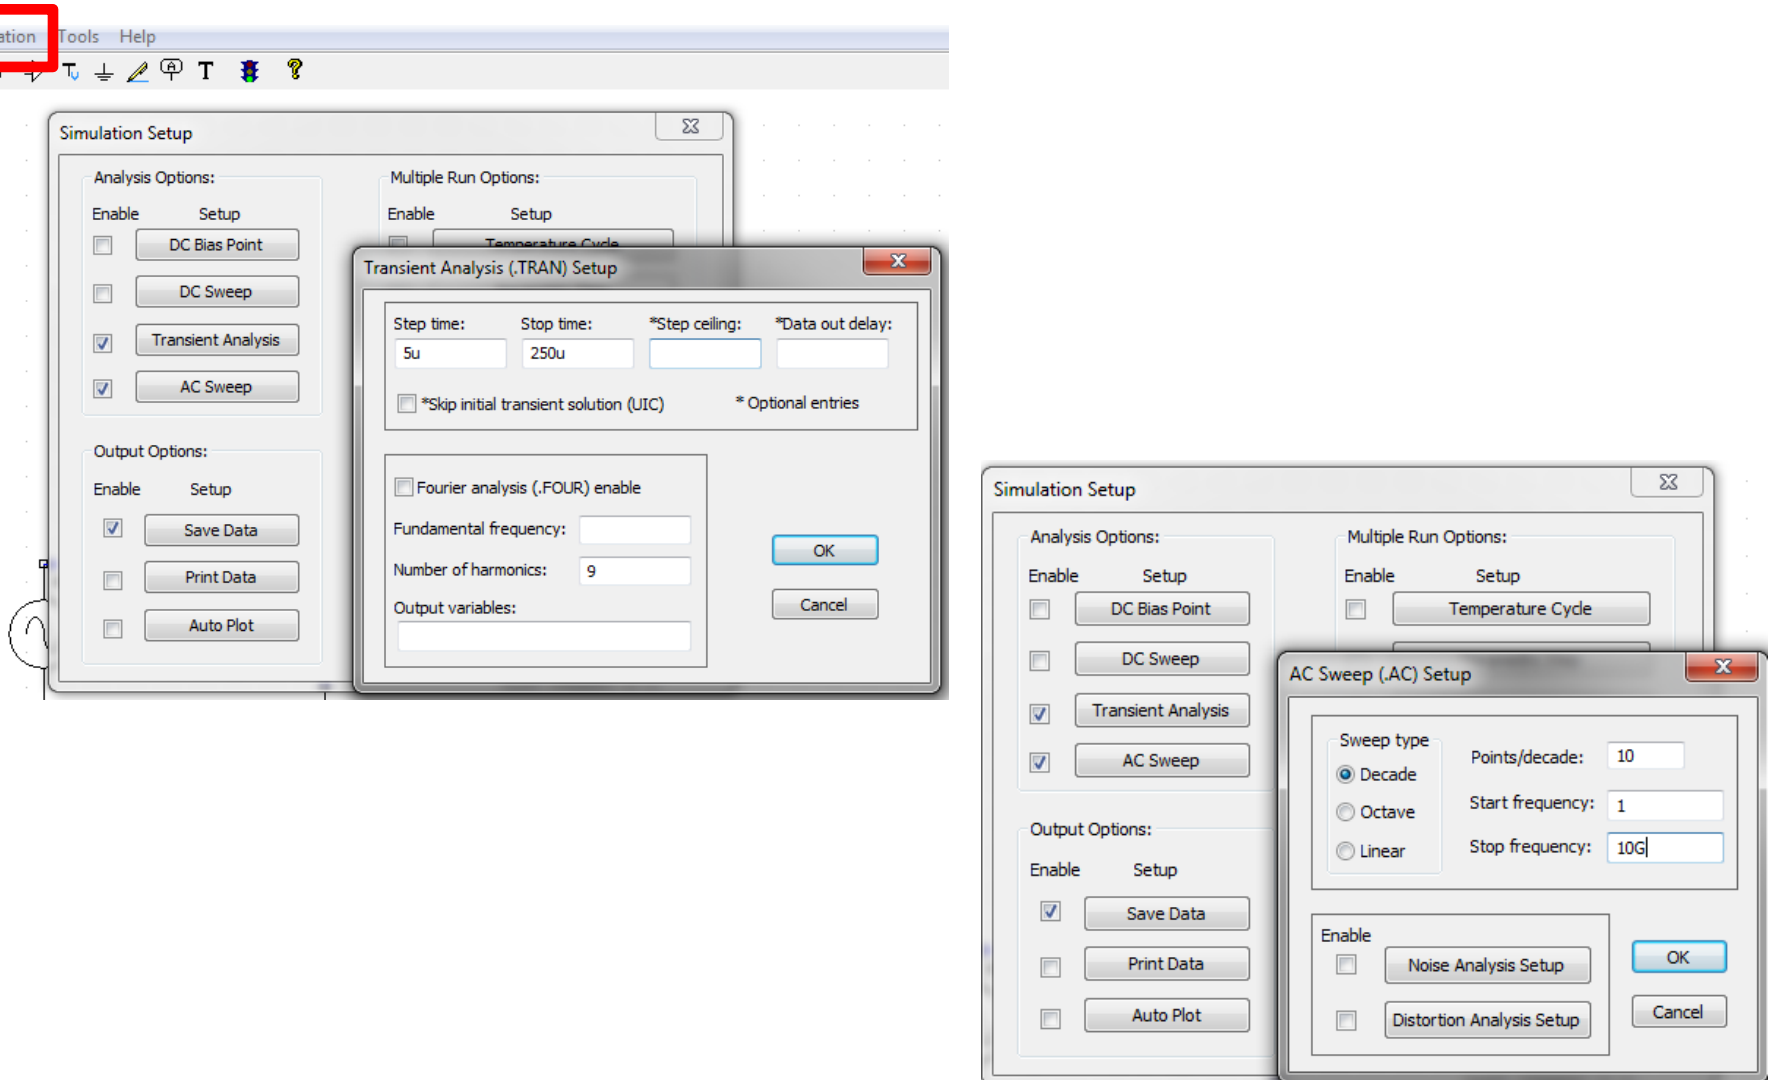 ation Tools Help
T
Simulation Setup
Analysis Options: Multiple Run Options:
Enable Setup Enable Setup
DC Bias Point Temperature Cycle
DC Sweep
Transient Analysis
AC Sweep
Output Options:
Enable Setup
Save Data
Print Data
Auto Plot
Transient Analysis (.TRAN) Setup
Step time: Stop time: *Step ceiling: *Data out delay:
5u 250u
*Skip initial transient solution (UIC) * Optional entries
Fourier analysis (.FOUR) enable
Fundamental frequency:
Number of harmonics: 9
Output variables:
OK
Cancel
Simulation Setup
Analysis Options: Multiple Run Options:
Enable Setup Enable Setup
DC Bias Point Temperature Cycle
DC Sweep
Transient Analysis
AC Sweep
Output Options:
Enable Setup
Save Data
Print Data
Auto Plot
AC Sweep (.AC) Setup
Sweep type
Decade
Octave
Linear
Points/decade: 10
Start frequency: 1
Stop frequency: 10G
Enable
Noise Analysis Setup
Distortion Analysis Setup
OK
Cancel